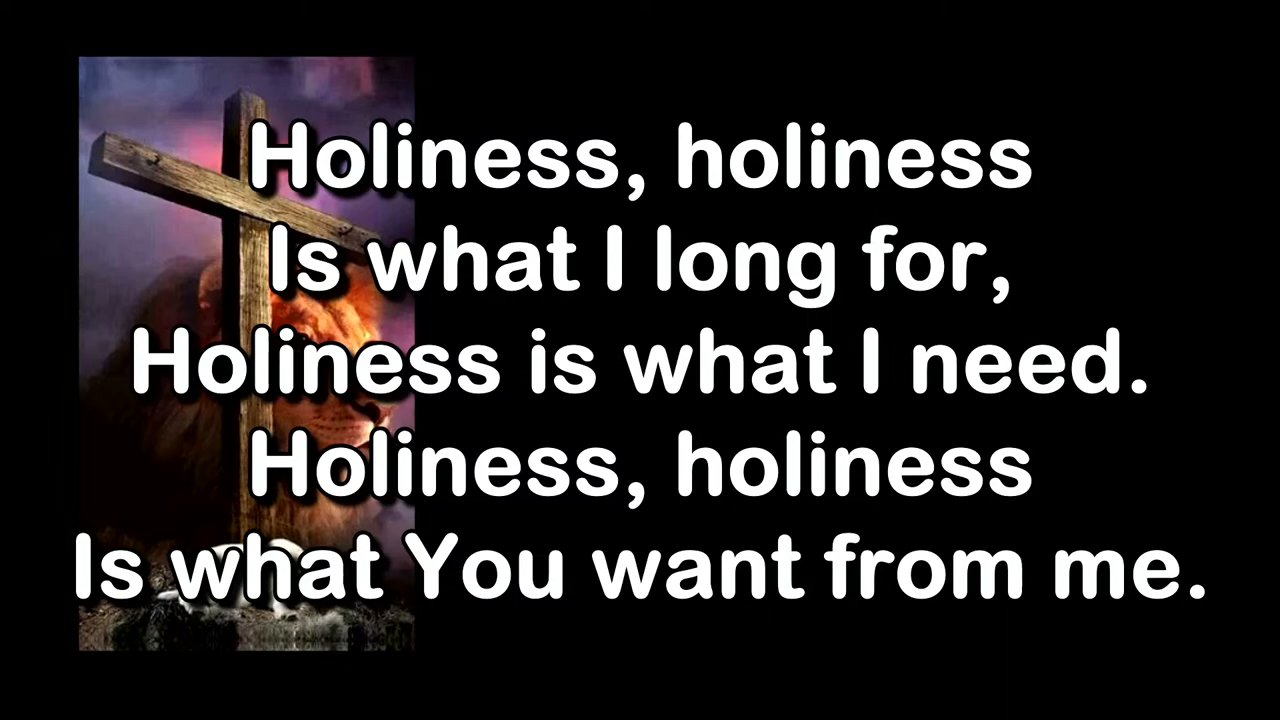 Holiness, holiness
Is what I long for,
Holiness is what I need.
Holiness, holiness
Is what You want from me.